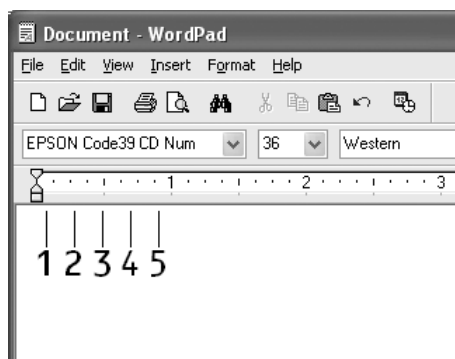 Document - WordPad
File Edit View Insert Format Help
EPSON Code39 CD Num 36 Western
1 2 3
1 2 3 4 5